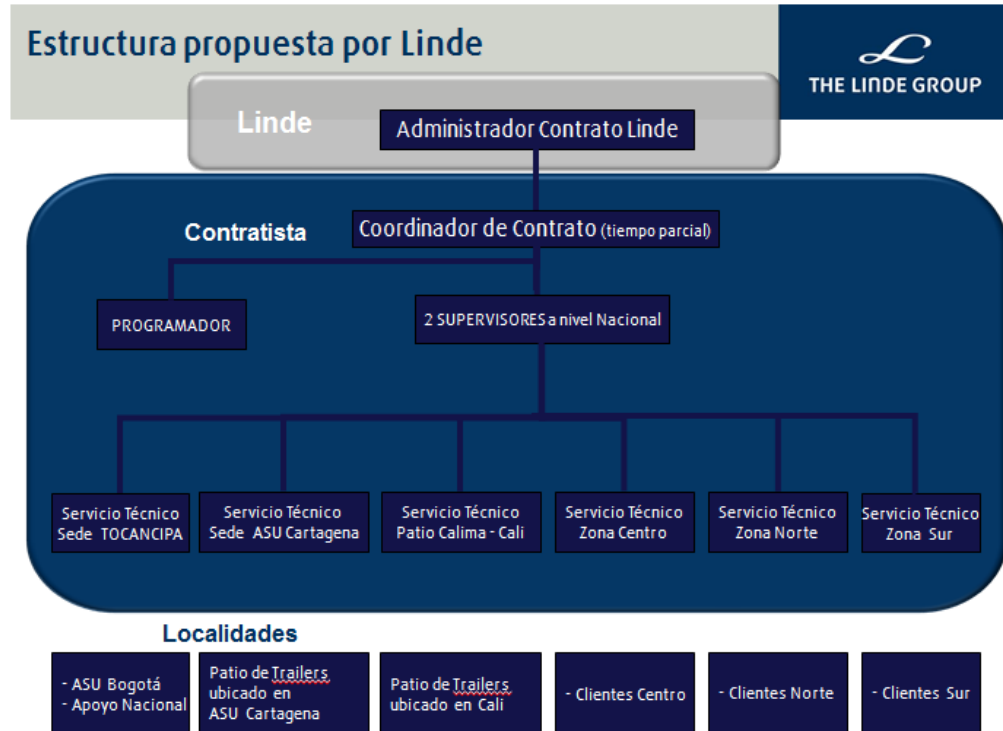 Estructura propuesta por Linde
THE LINDE GROUP
Linde
Administrador Contrato Linde
Contratista
Coordinador de Contrato (tiempo parcial)
PROGRAMADOR
2 SUPERVISORES a nivel Nacional
Servicio Técnico
Sede TOCANCIPA
Servicio Técnico
Sede ASU Cartagena
Servicio Técnico
Patio Calima - Cali
Servicio Técnico
Zona Centro
Servicio Técnico
Zona Norte
Servicio Técnico
Zona Sur
Localidades
- ASU Bogotá
- Apoyo Nacional
Patio de Trailers
ubicado en
ASU Cartagena
Patio de Trailers
ubicado en Cali
- Clientes Centro
- Clientes Norte
- Clientes Sur